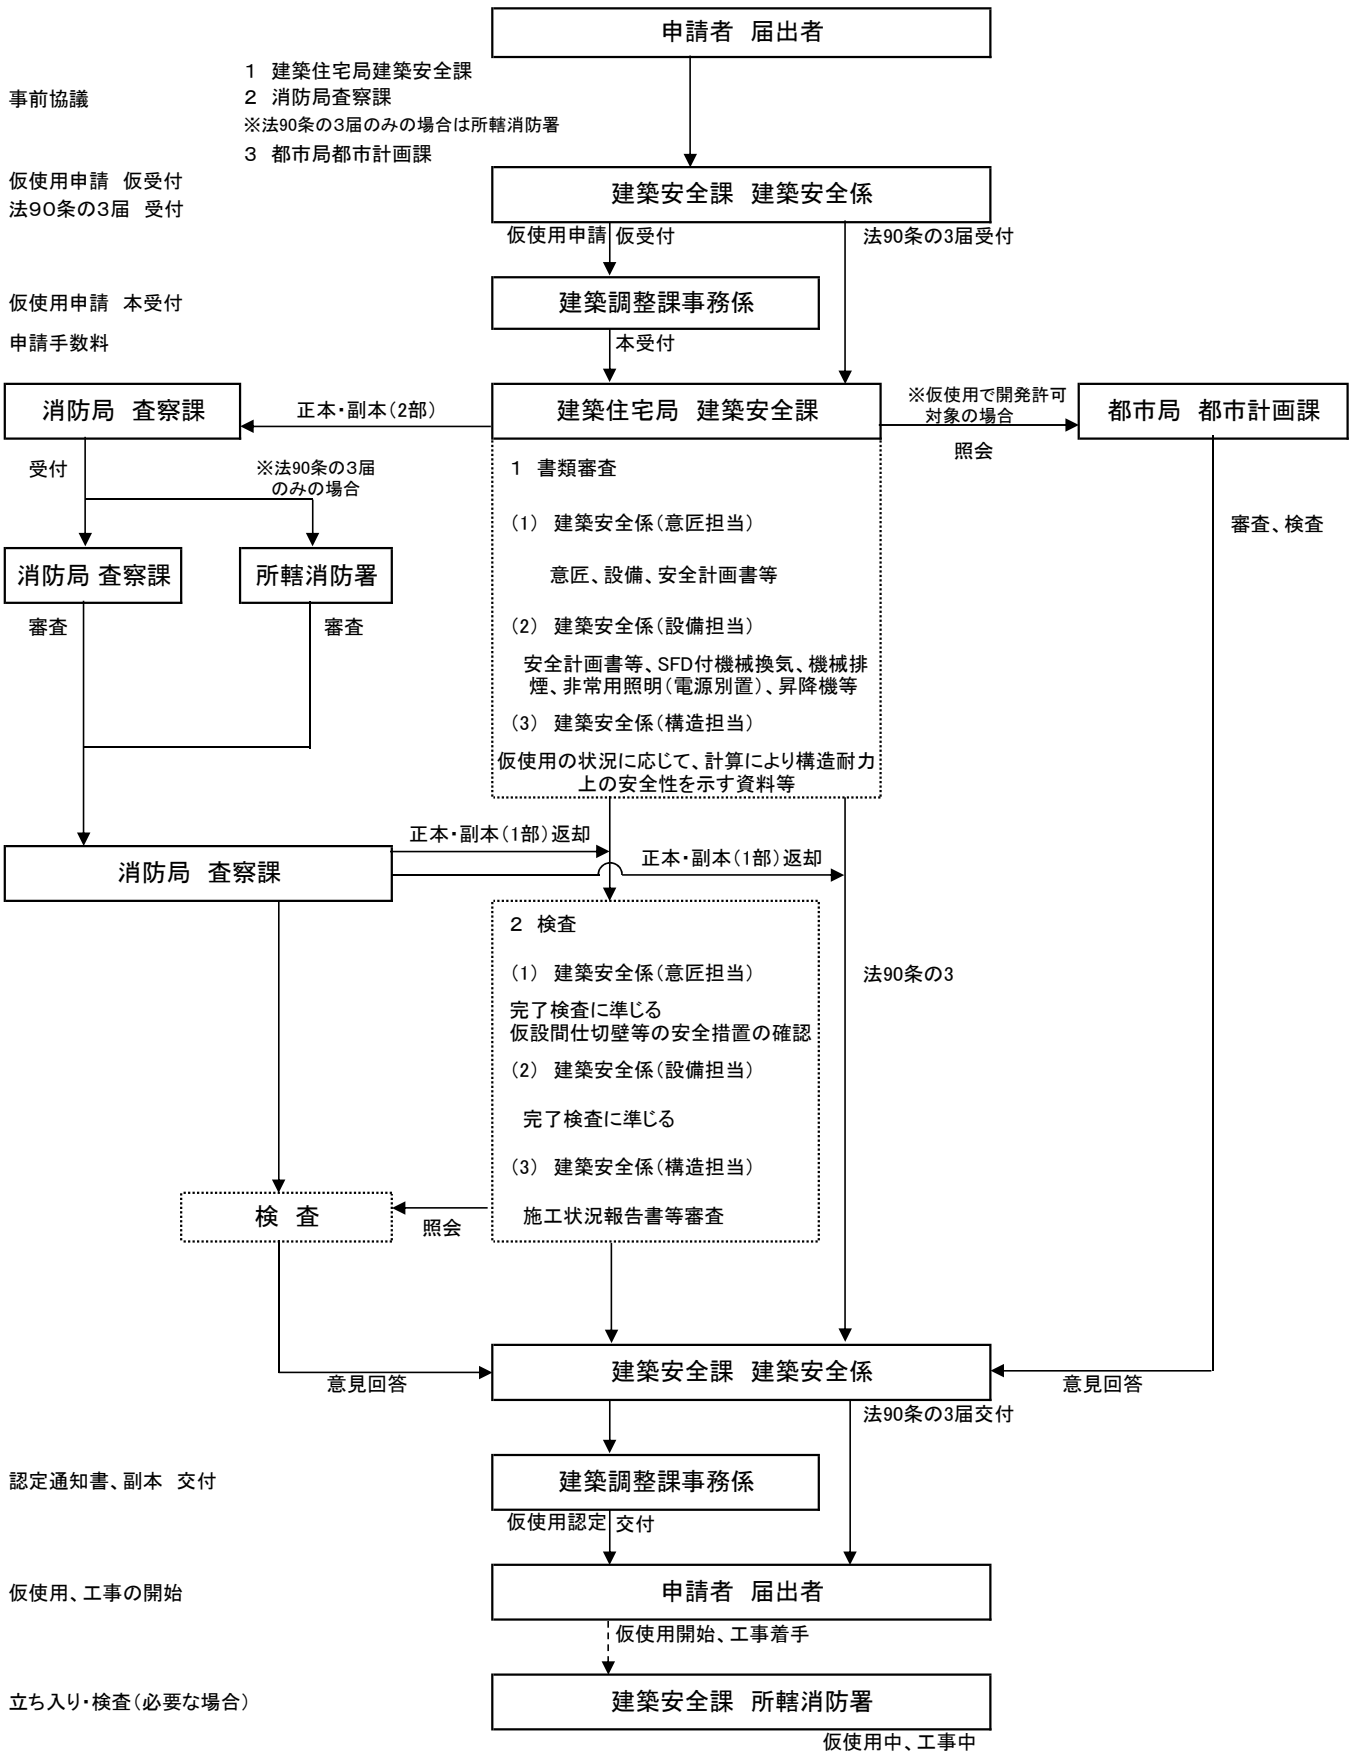 申請者　届出者
1　建築住宅局建築安全課
事前協議
2　消防局査察課
※法90条の3届のみの場合は所轄消防署
3　都市局都市計画課
仮使用申請　仮受付
法90条の3届　受付
建築安全課　建築安全係
仮使用申請 仮受付
法90条の3届受付
仮使用申請　本受付
建築調整課事務係
申請手数料
本受付
消防局　査察課
正本・副本(2部)
建築住宅局　建築安全課
※仮使用で開発許可
対象の場合
照会
都市局　都市計画課
受付
※法90条の3届
のみの場合
1　書類審査
(1)　建築安全係(意匠担当)
審査、検査
消防局 査察課
所轄消防署
意匠、設備、安全計画書等
審査
審査
(2)　建築安全係(設備担当)
安全計画書等、SFD付機械換気、機械排
煙、非常用照明(電源別置)、昇降機等
(3)　建築安全係(構造担当)
仮使用の状況に応じて、計算により構造耐力
上の安全性を示す資料等
正本・副本(1部)返却
正本・副本(1部)返却
消防局　査察課
2　検査
(1)　建築安全係(意匠担当)
法90条の3
完了検査に準じる
仮設間仕切壁等の安全措置の確認
(2)　建築安全係(設備担当)
完了検査に準じる
(3)　建築安全係(構造担当)
検　査
照会
施工状況報告書等審査
意見回答
建築安全課　建築安全係
意見回答
法90条の3届交付
認定通知書、副本　交付
建築調整課事務係
仮使用認定 交付
仮使用、工事の開始
申請者　届出者
仮使用開始、工事着手
立ち入り・検査(必要な場合)
建築安全課　所轄消防署
仮使用中、工事中